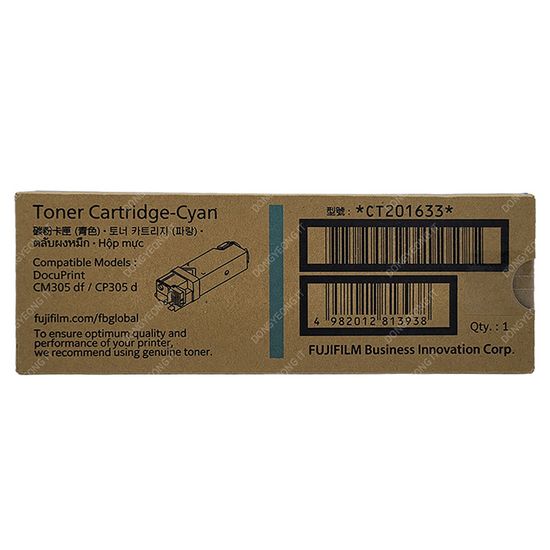 Toner Cartridge-Cyan
碳粉卡匣 (青色)・토너 카트리지 (파랑)・
ตลับผงหมึก・Hộp mực
Compatible Models :
DocuPrint
CM305 df / CP305 d
fujifilm.com/fbglobal
To ensure optimum quality and
performance of your printer,
we recommend using genuine toner.
型號 : *CT201633*
4 982012 813938
Qty. : 1
FUJIFILM Business Innovation Corp.
DONGYEONG IT